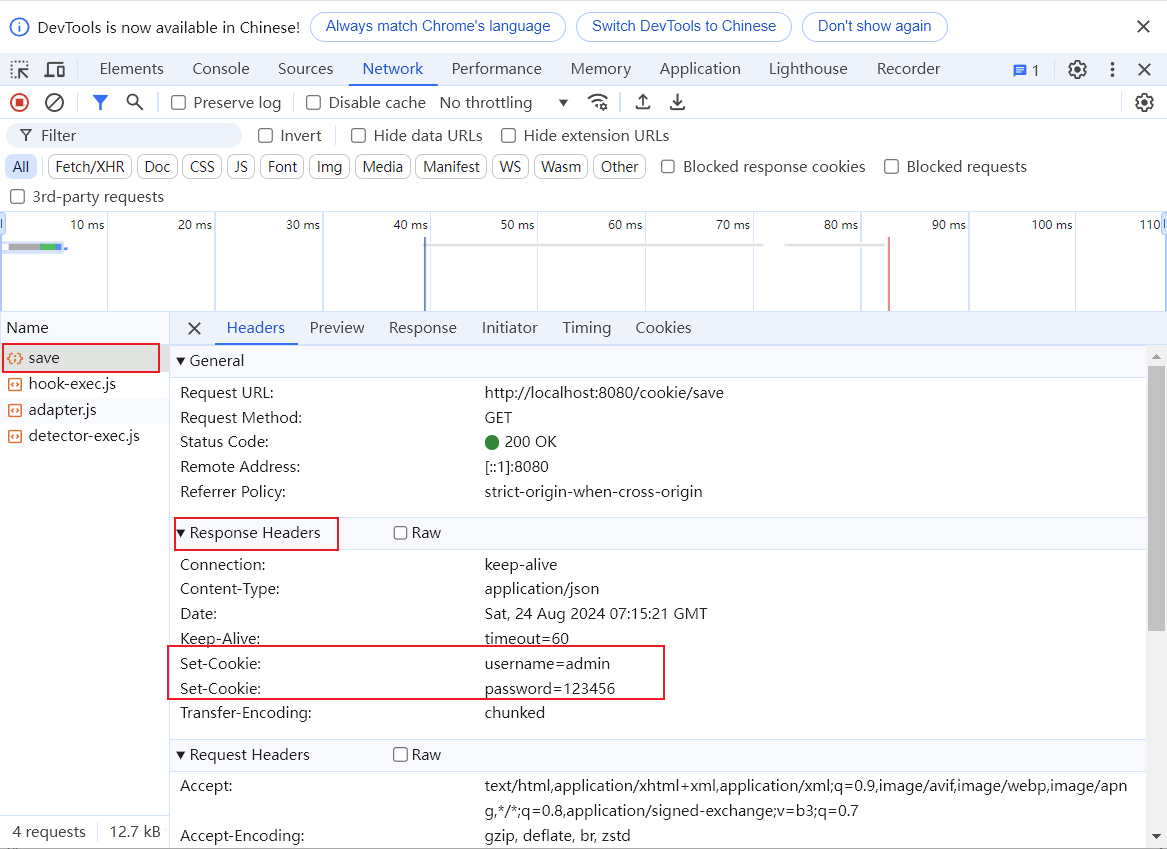 DevTools is now available in Chinese! Always match Chrome's language Switch DevTools to Chinese Don't show again
Elements Console Sources Network Performance Memory Application Lighthouse Recorder 1
Preserve log Disable cache No throttling
Filter Invert Hide data URLs Hide extension URLs
All Fetch/XHR Doc CSS JS Font Img Media Manifest WS Wasm Other Blocked response cookies Blocked requests
3rd-party requests
10 ms 20 ms 30 ms 40 ms 50 ms 60 ms 70 ms 80 ms 90 ms 100 ms 110
Name Headers Preview Response Initiator Timing Cookies
save
hook-exec.js
adapter.js
detector-exec.js
General
Request URL: http://localhost:8080/cookie/save
Request Method: GET
Status Code: 200 OK
Remote Address: [::1]:8080
Referrer Policy: strict-origin-when-cross-origin
Response Headers Raw
Connection: keep-alive
Content-Type: application/json
Date: Sat, 24 Aug 2024 07:15:21 GMT
Keep-Alive: timeout=60
Set-Cookie: username=admin
Set-Cookie: password=123456
Transfer-Encoding: chunked
Request Headers Raw
Accept: text/html,application/xhtml+xml,application/xml;q=0.9,image/avif,image/webp,image/apn
g,*/*;q=0.8,application/signed-exchange;v=b3;q=0.7
Accept-Encoding: gzip, deflate, br, zstd
4 requests 12.7 kB